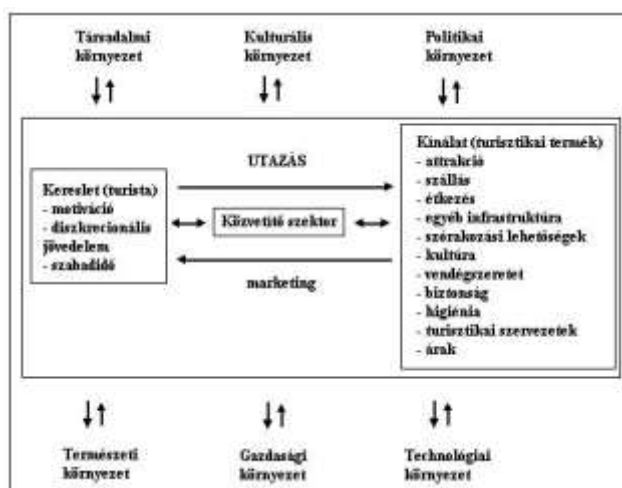 Társadalmi
környezet
Kulturális
környezet
Politikai
környezet
Kereslet (turista)
- motiváció
- diszkrecionális
jövedelem
- szabadidő
UTAZÁS
Közvetítő szektor
marketing
Kínálat (turisztikai termék)
- attrakció
- szállás
- étkezés
- egyéb infrastruktúra
- szórakozási lehetőségek
- kultúra
- vendégszeretet
- biztonság
- higiénia
- turisztikai szervezetek
- árak
Természeti
környezet
Gazdasági
környezet
Technológiai
környezet